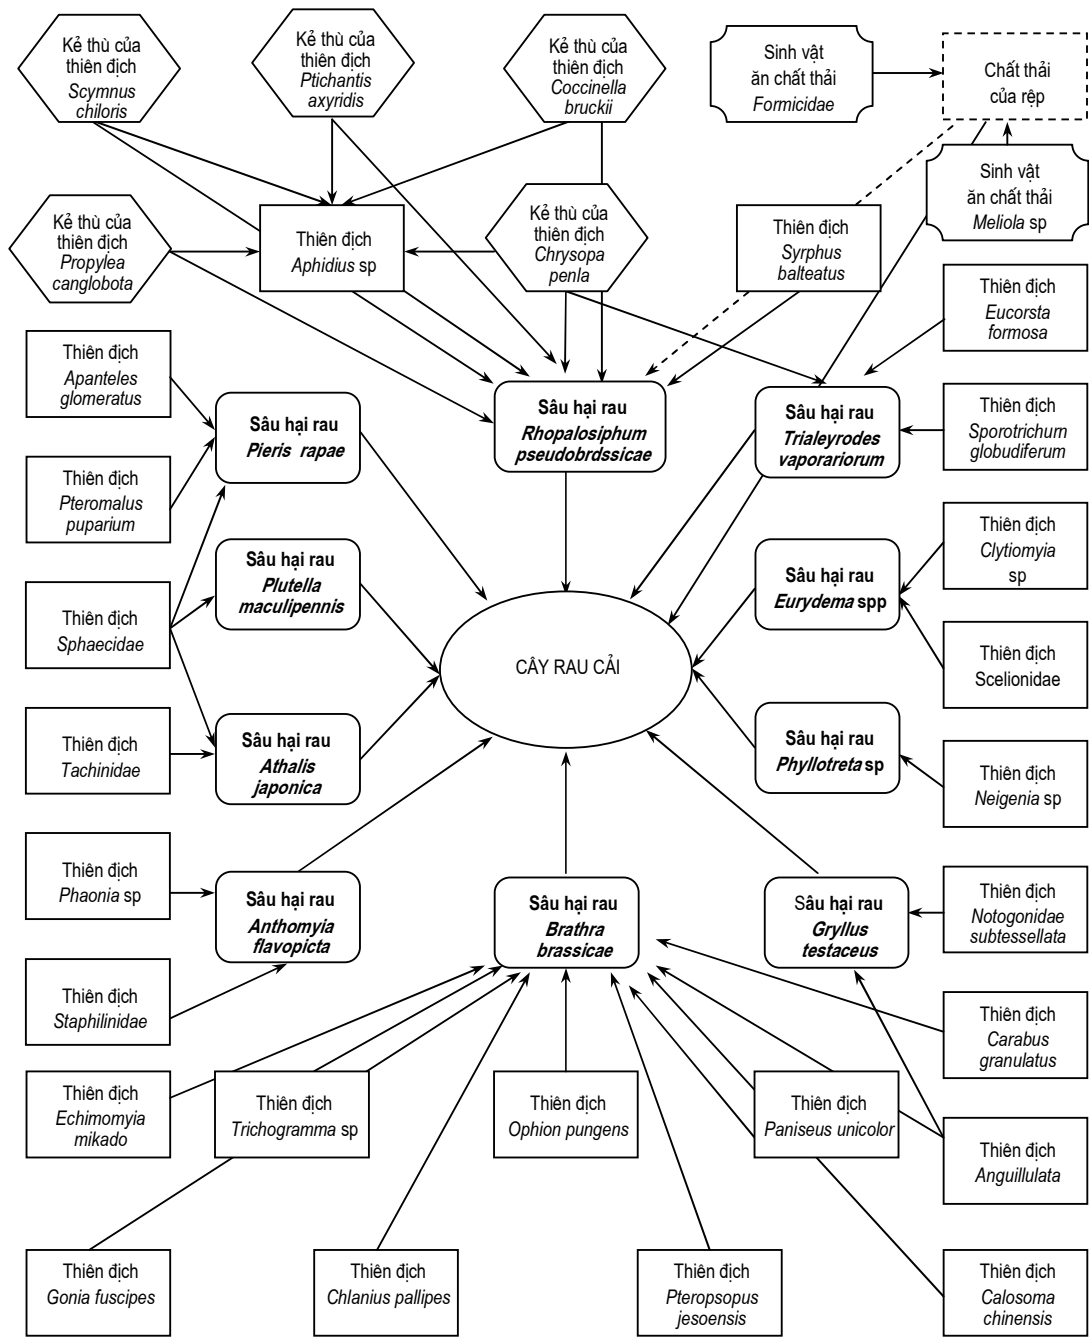 Kẻ thù của
thiên địch
Scymnus
chiloris
Kẻ thù của
thiên địch
Ptichantis
axyridis
Kẻ thù của
thiên địch
Coccinella
bruckii
Sinh vật
ăn chất thải
Formicidae
Chất thải
của rệp
Sinh vật
ăn chất thải
Meliola sp
Kẻ thù của
thiên địch
Propylea
canglobota
Thiên địch
Aphidius sp
Kẻ thù của
thiên địch
Chrysopa
penla
Thiên địch
Syrphus
balteatus
Thiên địch
Eucorsta
formosa
Thiên địch
Apanteles
glomeratus
Sâu hại rau
Pieris rapae
Sâu hại rau
Rhopalosiphum
pseudobrdssicae
Sâu hại rau
Trialeyrodes
vaporariorum
Thiên địch
Sporotrichum
globudiferum
Thiên địch
Pteromalus
puparium
Sâu hại rau
Plutella
maculipennis
Sâu hại rau
Eurydema spp
Thiên địch
Clytiomyia
sp
Thiên địch
Sphaecidae
CÂY RAU CẢI
Thiên địch
Scelionidae
Thiên địch
Tachinidae
Sâu hại rau
Athalis
japonica
Sâu hại rau
Phyllotreta sp
Thiên địch
Neigenia sp
Thiên địch
Phaonia sp
Sâu hại rau
Anthomyia
flavopicta
Sâu hại rau
Brathra
brassicae
Sâu hại rau
Gryllus
testaceus
Thiên địch
Notogonidae
subtessellata
Thiên địch
Staphilinidae
Thiên địch
Carabus
granulatus
Thiên địch
Echimomyia
mikado
Thiên địch
Trichogramma sp
Thiên địch
Ophion pungens
Thiên địch
Paniseus unicolor
Thiên địch
Anguillulata
Thiên địch
Gonia fuscipes
Thiên địch
Chlanius pallipes
Thiên địch
Pteropsopus
jesoensis
Thiên địch
Calosoma
chinensis